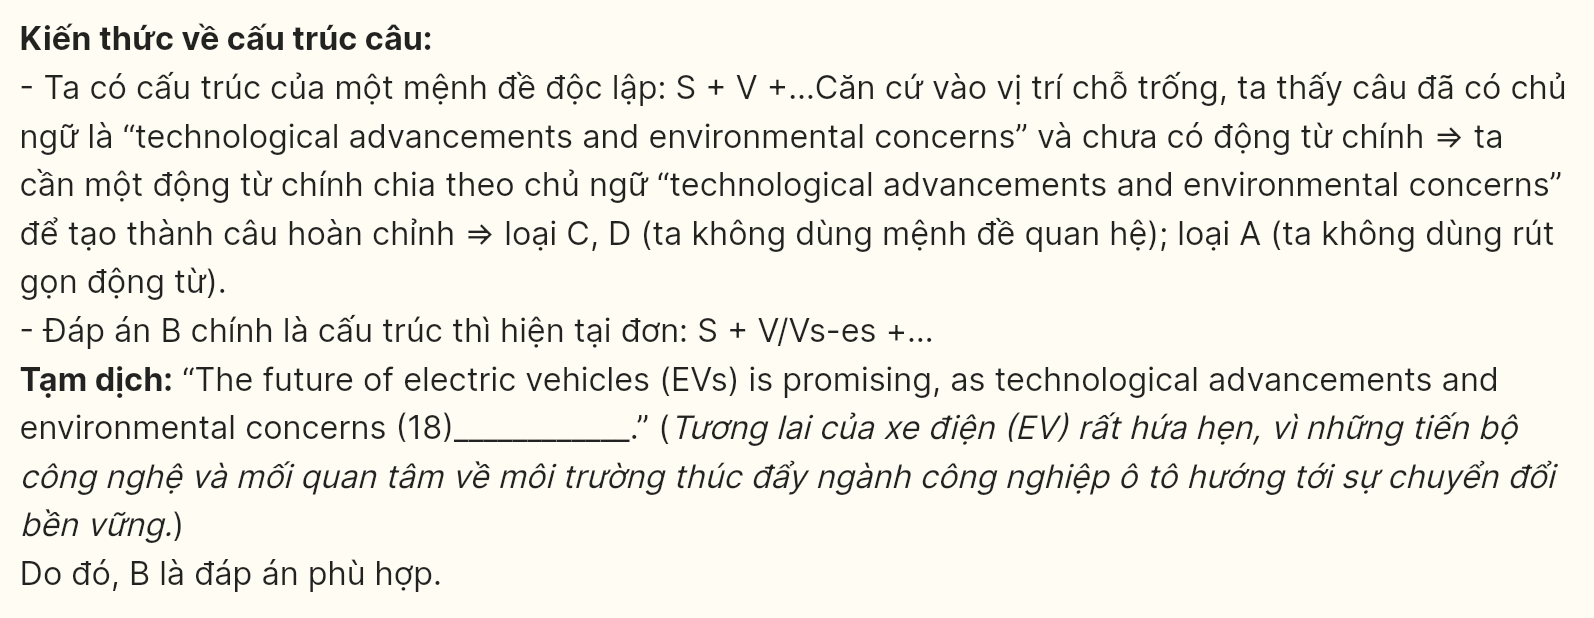 Kiến thức về cấu trúc câu:
- Ta có cấu trúc của một mệnh đề độc lập: S + V +...Căn cứ vào vị trí chỗ trống, ta thấy câu đã có chủ
ngữ là “technological advancements and environmental concerns” và chưa có động từ chính ⇒ ta
cần một động từ chính chia theo chủ ngữ “technological advancements and environmental concerns”
để tạo thành câu hoàn chỉnh ⇒ loại C, D (ta không dùng mệnh đề quan hệ); loại A (ta không dùng rút
gọn động từ).
- Đáp án B chính là cấu trúc thì hiện tại đơn: S + V/Vs-es +...
Tạm dịch: “The future of electric vehicles (EVs) is promising, as technological advancements and
environmental concerns (18)___________.” (Tương lai của xe điện (EV) rất hứa hẹn, vì những tiến bộ
công nghệ và mối quan tâm về môi trường thúc đẩy ngành công nghiệp ô tô hướng tới sự chuyển đổi
bền vững.)
Do đó, B là đáp án phù hợp.